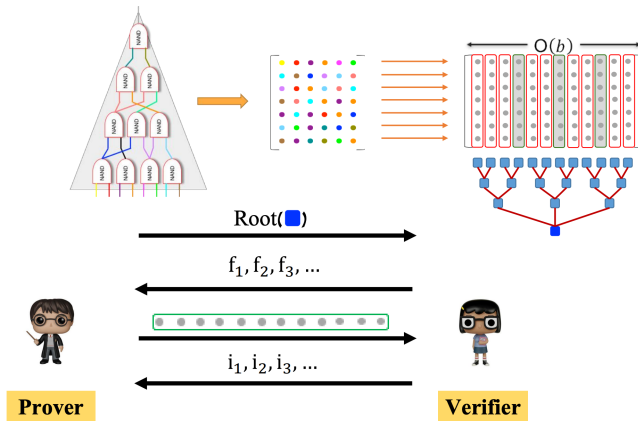 NAND
NAND NAND
NAND NAND NAND
NAND NAND NAND NAND
O(b)
Root( )
f₁, f₂, f₃, ...
i₁, i₂, i₃, ...
Prover
Verifier